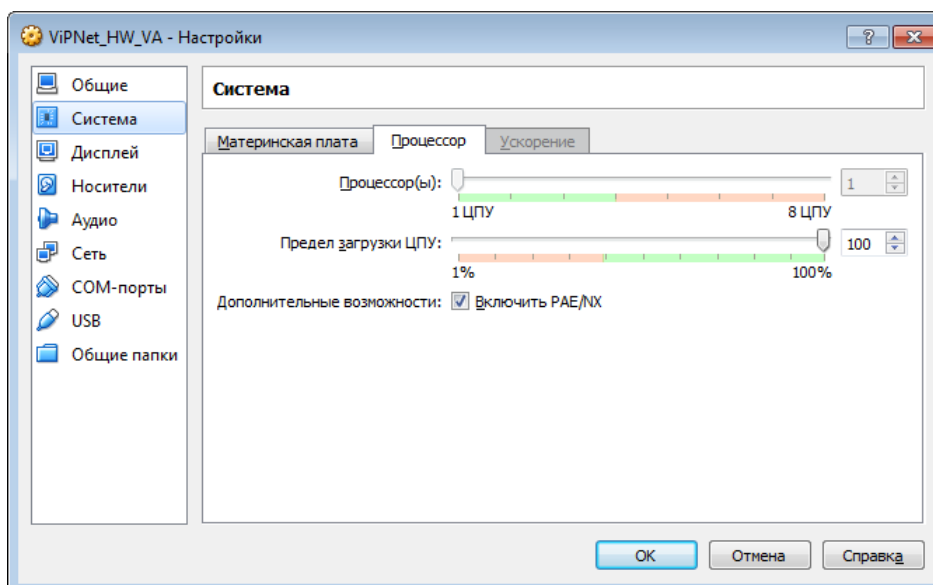 ViPNet_HW_VA - Настройки
Общие
Система
Дисплей
Носители
Аудио
Сеть
COM-порты
USB
Общие папки
Система
Материнская плата Процессор Ускорение
Процессор(ы): 1
1 ЦПУ 8 ЦПУ
Предел загрузки ЦПУ: 100
1% 100%
Дополнительные возможности: Включить PAE/NX
OK Отмена Справка